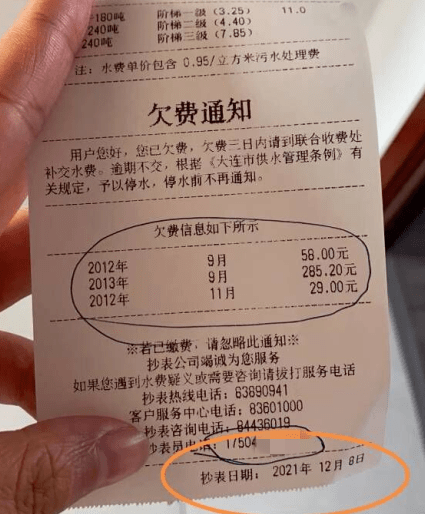 -180吨 阶梯一级(3.25) 11.0
-240吨 阶梯二级(4.40)
240吨 阶梯三级(7.85)
注: 水费单价包含 0.95/立方米污水处理费
欠费通知
用户您好, 您已欠费, 欠费三日内请到联合收费处
补交水费。逾期不交, 根据《大连市供水管理条例》有
关规定, 予以停水, 停水前不再通知。
欠费信息如下所示
2012年 9月 58.00元
2013年 9月 285.20元
2012年 11月 29.00元
※若已缴费, 请忽略此通知※
抄表公司竭诚为您服务
如果您遇到水费疑义或需要咨询请拔打服务电话
抄表热线电话: 63890941
客户服务中心电话: 83601000
抄表咨询电话: 84436019
抄表员电话: 17504
抄表日期: 2021年 12月 8日